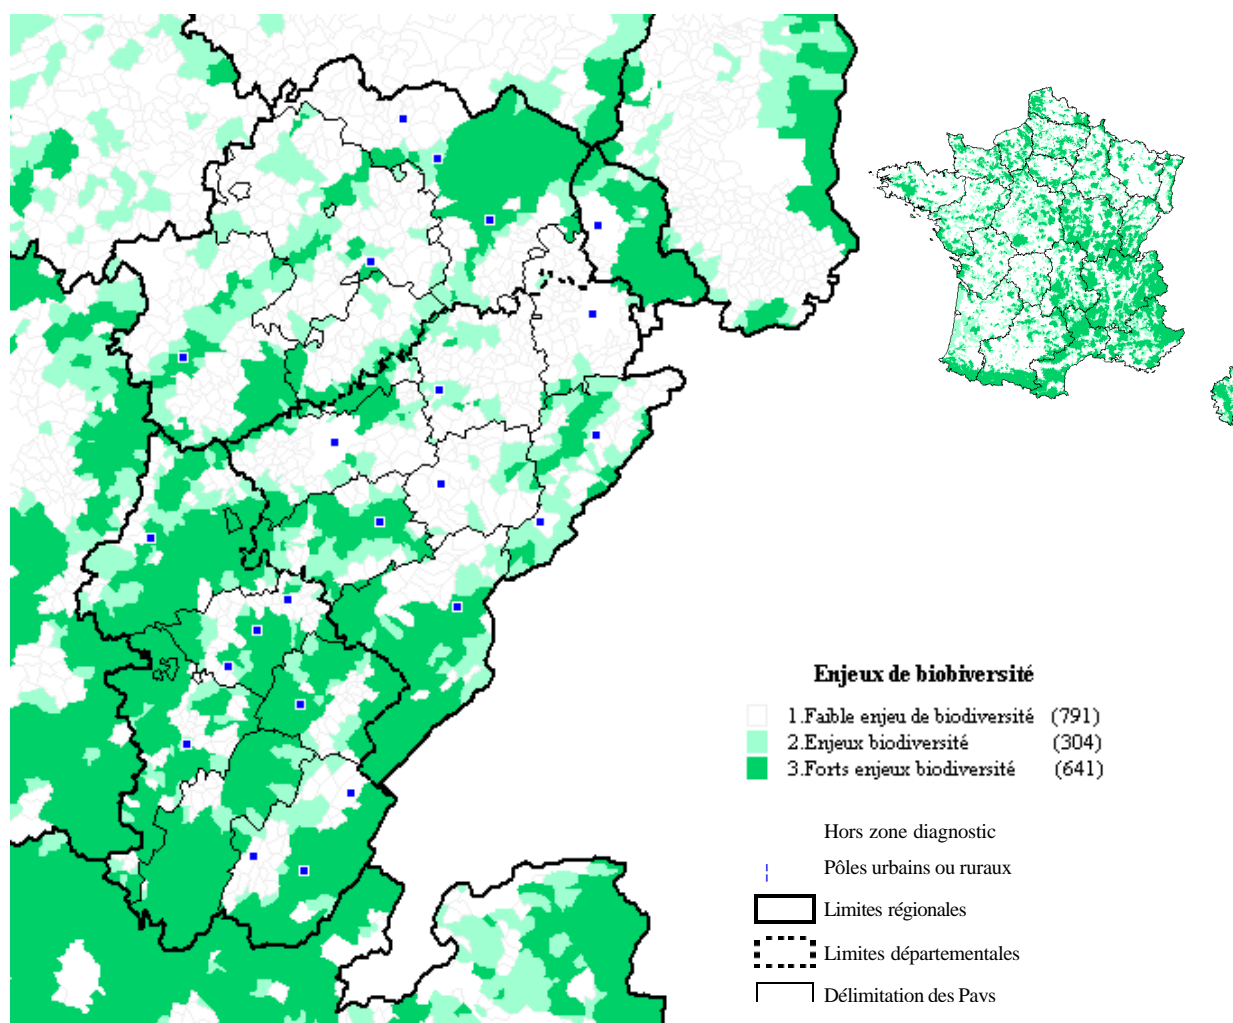 Enjeux de biobiversité
1.Faible enjeu de biodiversité (791)
2.Enjeux biodiversité (304)
3.Forts enjeux biodiversité (641)
Hors zone diagnostic
Pôles urbains ou ruraux
Limites régionales
Limites départementales
Délimitation des Pays